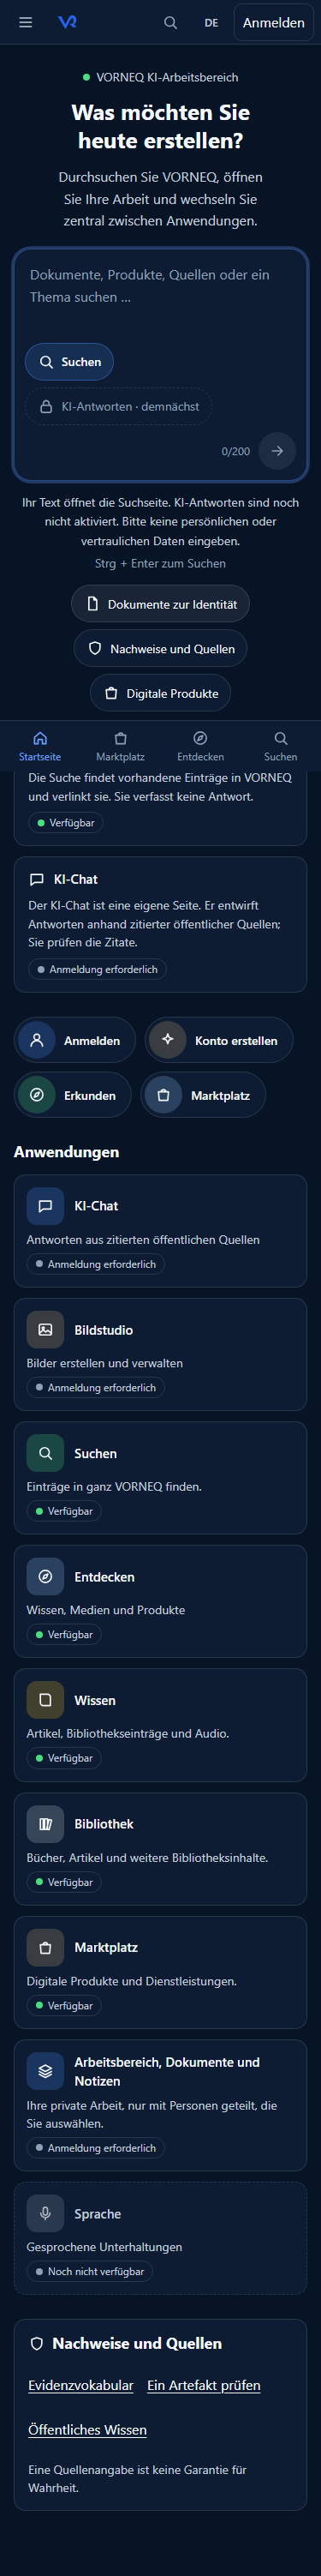 VR
DE
Anmelden
VORNEQ KI-Arbeitsbereich
Was möchten Sie
heute erstellen?
Durchsuchen Sie VORNEQ, öffnen
Sie Ihre Arbeit und wechseln Sie
zentral zwischen Anwendungen.
Dokumente, Produkte, Quellen oder ein
Thema suchen ...
Suchen
KI-Antworten · demnächst
0/200
Ihr Text öffnet die Suchseite. KI-Antworten sind noch
nicht aktiviert. Bitte keine persönlichen oder
vertraulichen Daten eingeben.
Strg + Enter zum Suchen
Dokumente zur Identität
Nachweise und Quellen
Digitale Produkte
Startseite
Marktplatz
Entdecken
Suchen
Die Suche findet vorhandene Einträge in VORNEQ
und verlinkt sie. Sie verfasst keine Antwort.
Verfügbar
KI-Chat
Der KI-Chat ist eine eigene Seite. Er entwirft
Antworten anhand zitierter öffentlicher Quellen;
Sie prüfen die Zitate.
Anmeldung erforderlich
Anmelden
Konto erstellen
Erkunden
Marktplatz
Anwendungen
KI-Chat
Antworten aus zitierten öffentlichen Quellen
Anmeldung erforderlich
Bildstudio
Bilder erstellen und verwalten
Anmeldung erforderlich
Suchen
Einträge in ganz VORNEQ finden.
Verfügbar
Entdecken
Wissen, Medien und Produkte
Verfügbar
Wissen
Artikel, Bibliothekseinträge und Audio.
Verfügbar
Bibliothek
Bücher, Artikel und weitere Bibliotheksinhalte.
Verfügbar
Marktplatz
Digitale Produkte und Dienstleistungen.
Verfügbar
Arbeitsbereich, Dokumente und
Notizen
Ihre private Arbeit, nur mit Personen geteilt, die
Sie auswählen.
Anmeldung erforderlich
Sprache
Gesprochene Unterhaltungen
Noch nicht verfügbar
Nachweise und Quellen
Evidenzvokabular
Ein Artefakt prüfen
Öffentliches Wissen
Eine Quellenangabe ist keine Garantie für
Wahrheit.